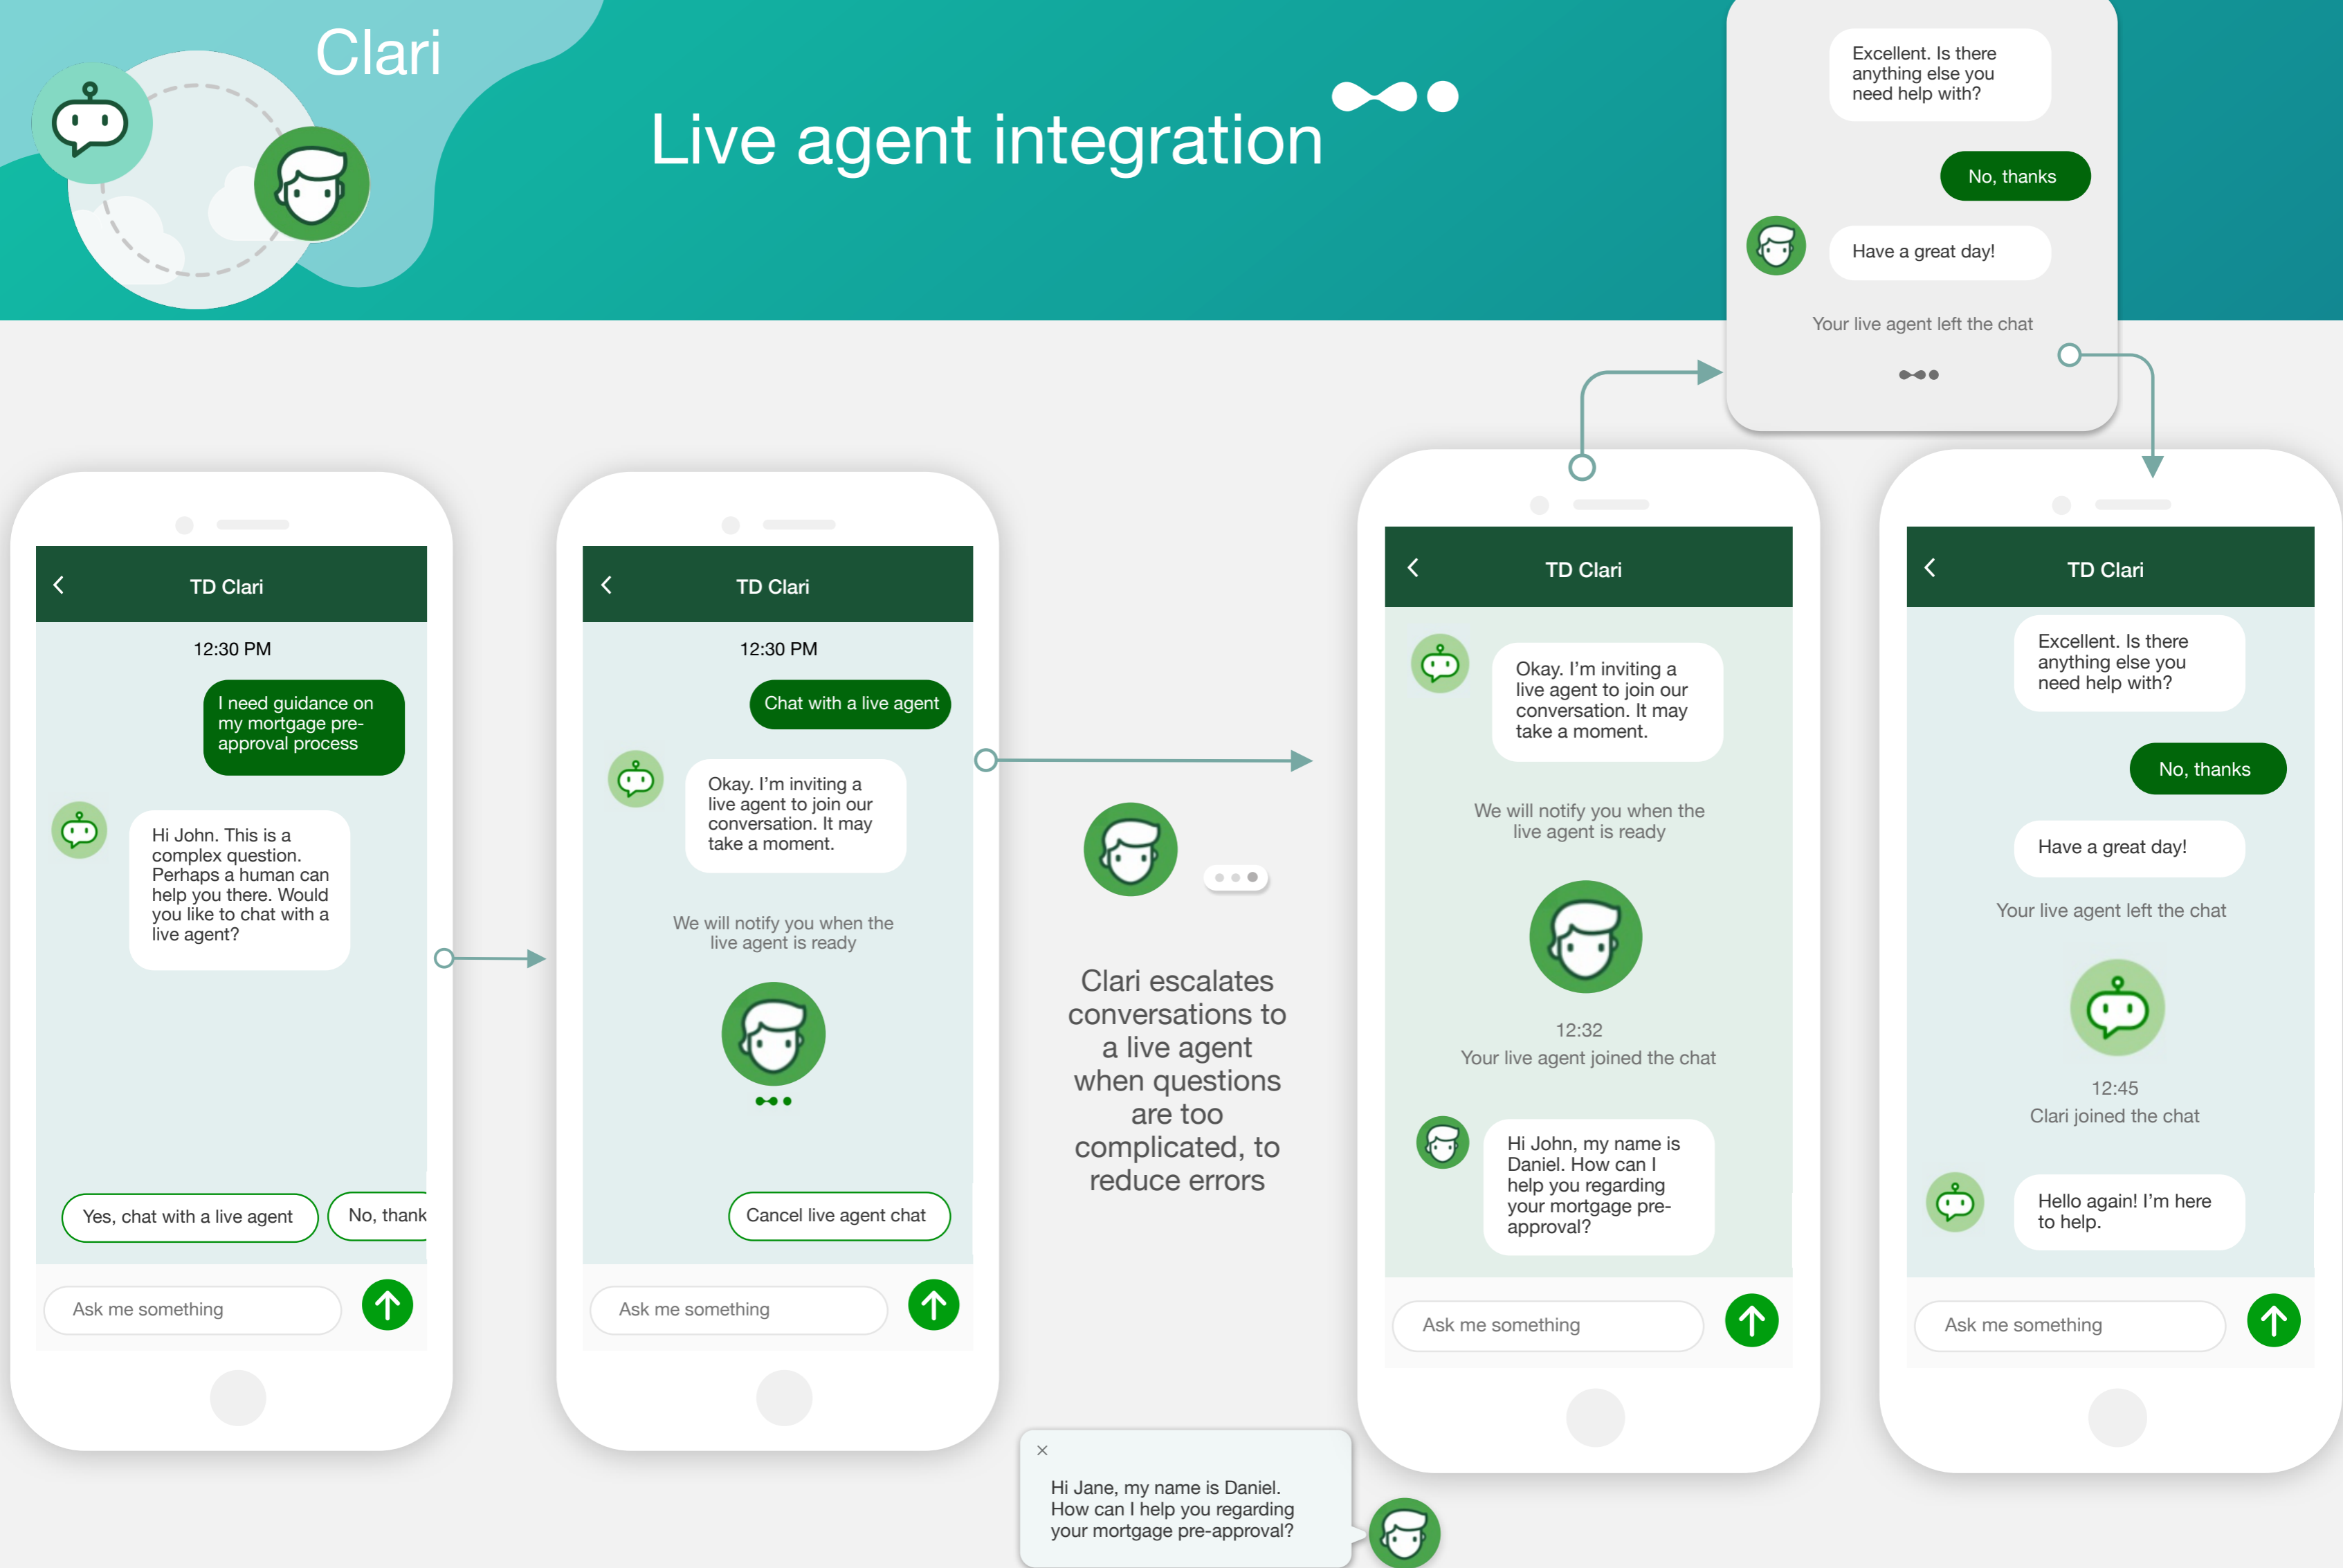 Clari
Live agent integration
Excellent. Is there
anything else you
need help with?
No, thanks
Have a great day!
Your live agent left the chat
TD Clari
12:30 PM
I need guidance on
my mortgage pre-
approval process
Hi John. This is a
complex question.
Perhaps a human can
help you there. Would
you like to chat with a
live agent?
Yes, chat with a live agent
No, thank
Ask me something
TD Clari
12:30 PM
Chat with a live agent
Okay. I'm inviting a
live agent to join our
conversation. It may
take a moment.
We will notify you when the
live agent is ready
Cancel live agent chat
Ask me something
Clari escalates
conversations to
a live agent
when questions
are too
complicated, to
reduce errors
TD Clari
Okay. I'm inviting a
live agent to join our
conversation. It may
take a moment.
We will notify you when the
live agent is ready
12:32
Your live agent joined the chat
Hi John, my name is
Daniel. How can I
help you regarding
your mortgage pre-
approval?
Ask me something
TD Clari
Excellent. Is there
anything else you
need help with?
No, thanks
Have a great day!
Your live agent left the chat
12:45
Clari joined the chat
Hello again! I'm here
to help.
Ask me something
Hi Jane, my name is Daniel.
How can I help you regarding
your mortgage pre-approval?